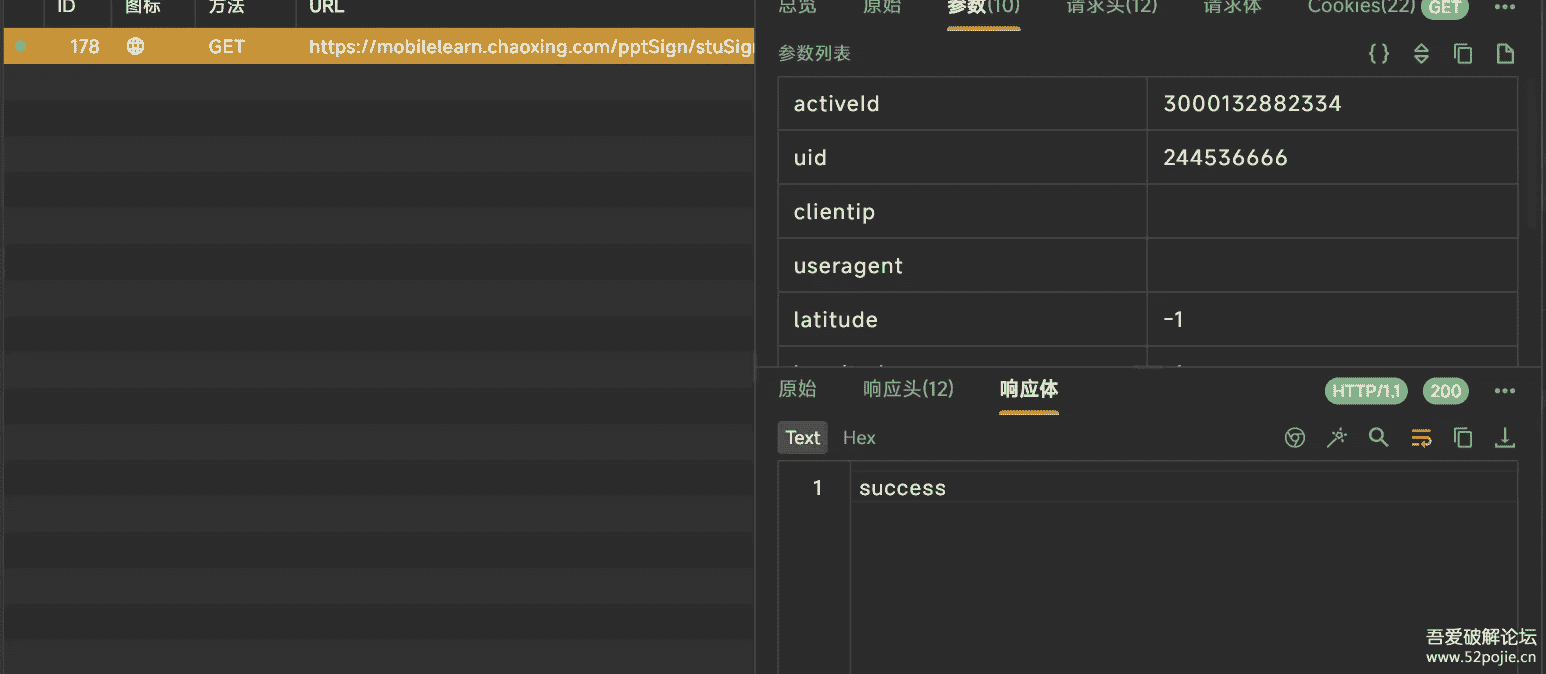 ID 图标 方法 URL
178 GET https://mobilelearn.chaoxing.com/pptSign/stuSig
总览 原始 参数(10) 请求头(12) 请求体 Cookies(22) GET
参数列表
activeId 3000132882334
uid 244536666
clientip
useragent
latitude -1
原始 响应头(12) 响应体 HTTP/1.1 200
Text Hex
1 success
吾爱破解论坛
www.52pojie.cn